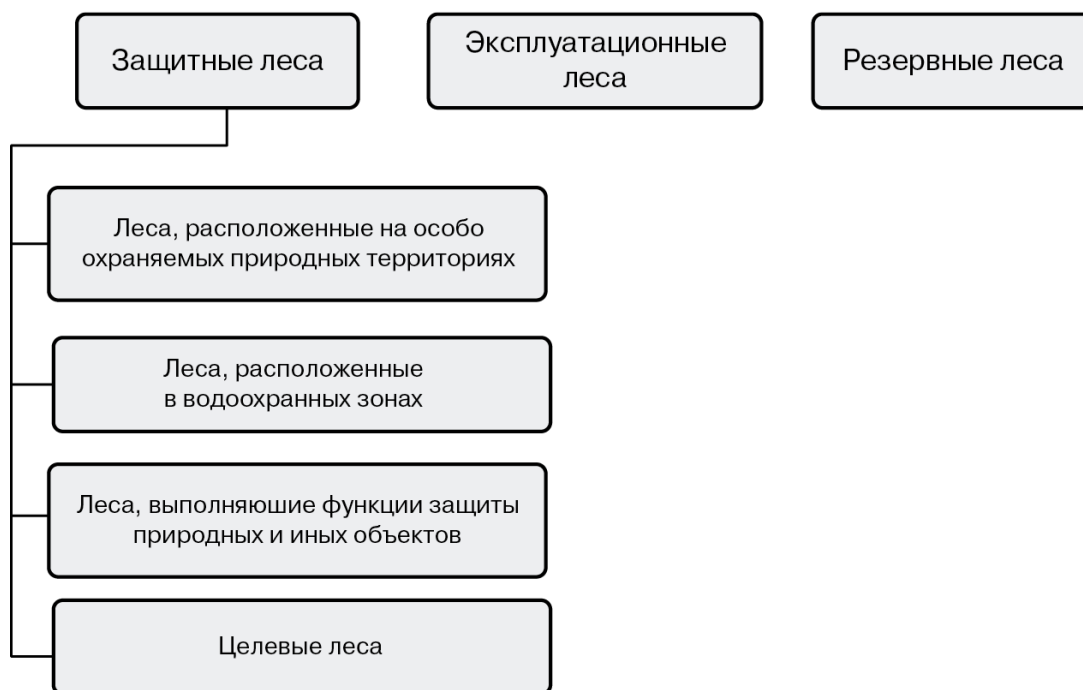 Защитные леса
Эксплуатационные
леса
Резервные леса
Леса, расположенные на особо
охраняемых природных территориях
Леса, расположенные
в водоохранных зонах
Леса, выполняюшие функции защиты
природных и иных объектов
Целевые леса